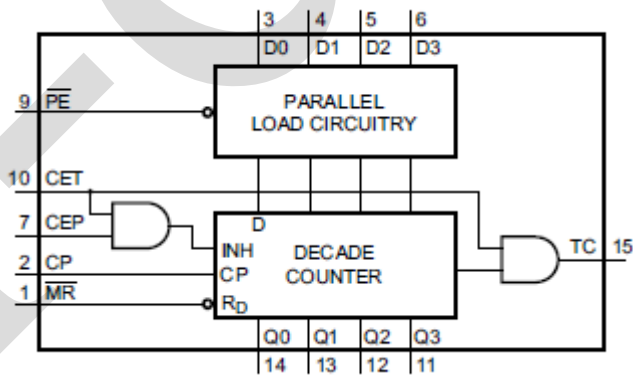 3 4 5 6
D0 D1 D2 D3
9 PE
PARALLEL
LOAD CIRCUITRY
10 CET
7 CEP
D
INH
DECADE
COUNTER
2 CP
CP
1 MR
RD
TC 15
Q0 Q1 Q2 Q3
14 13 12 11